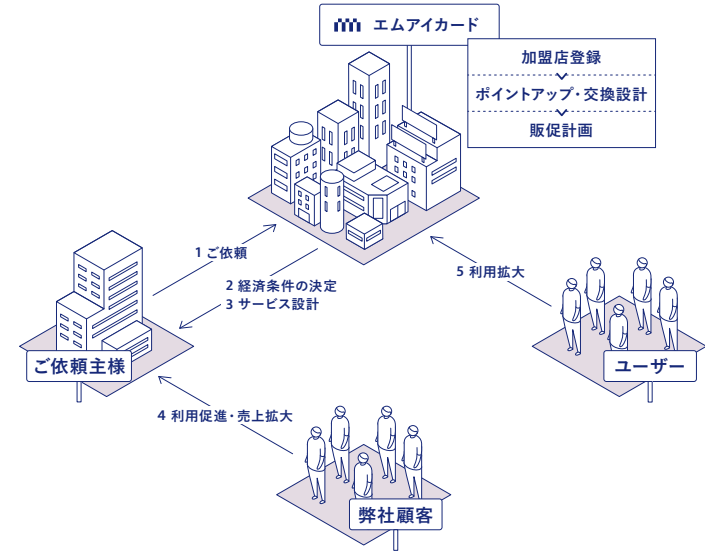 エムアイカード
加盟店登録
ポイントアップ・交換設計
販促計画
1 ご依頼
2 経済条件の決定
3 サービス設計
5 利用拡大
ご依頼主様
ユーザー
4 利用促進・売上拡大
弊社顧客